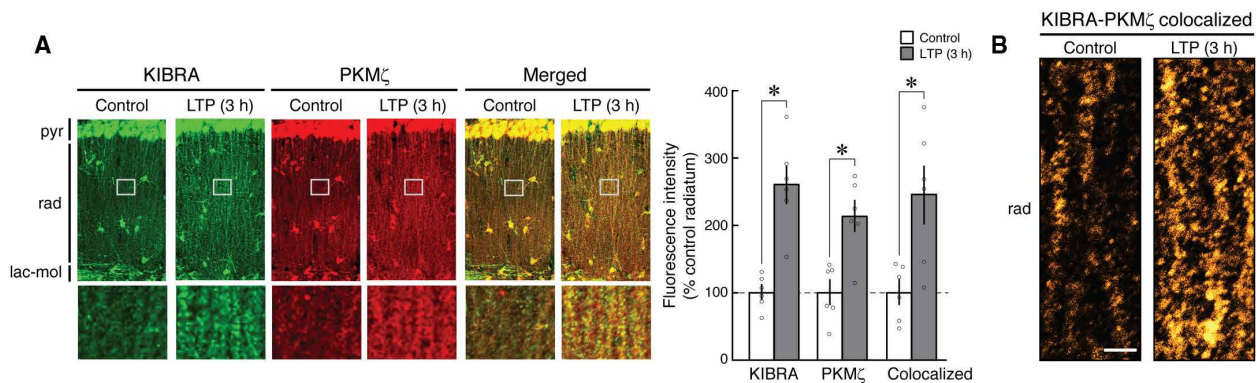 A
KIBRA
PKMζ
Merged
Control
LTP (3 h)
Control
LTP (3 h)
Control
LTP (3 h)
pyr
rad
lac-mol
Control
LTP (3 h)
Fluorescence intensity
(% control radiatum)
400
300
200
100
0
*
*
*
KIBRA
PKMζ
Colocalized
B
KIBRA-PKMζ colocalized
Control
LTP (3 h)
rad